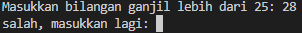 Masukkan bilangan ganjil lebih dari 25: 28
salah, masukkan lagi: